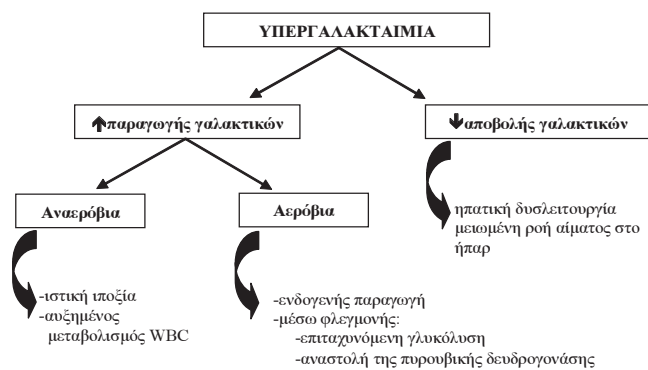 ΥΠΕΡΓΑΛΑΚΤΑΙΜΙΑ
🡹παραγωγής γαλακτικών
🡻αποβολής γαλακτικών
Αναερόβια
Αερόβια
ηπατική δυσλειτουργία
μειωμένη ροή αίματος στο
ήπαρ
-ιστική ιποξία
-αυξημένος
μεταβολισμός WBC
-ενδογενής παραγωγή
-μέσω φλεγμονής:
-επιταχυνόμενη γλυκόλυση
-αναστολή της πυρουβικής δευδρογονάσης